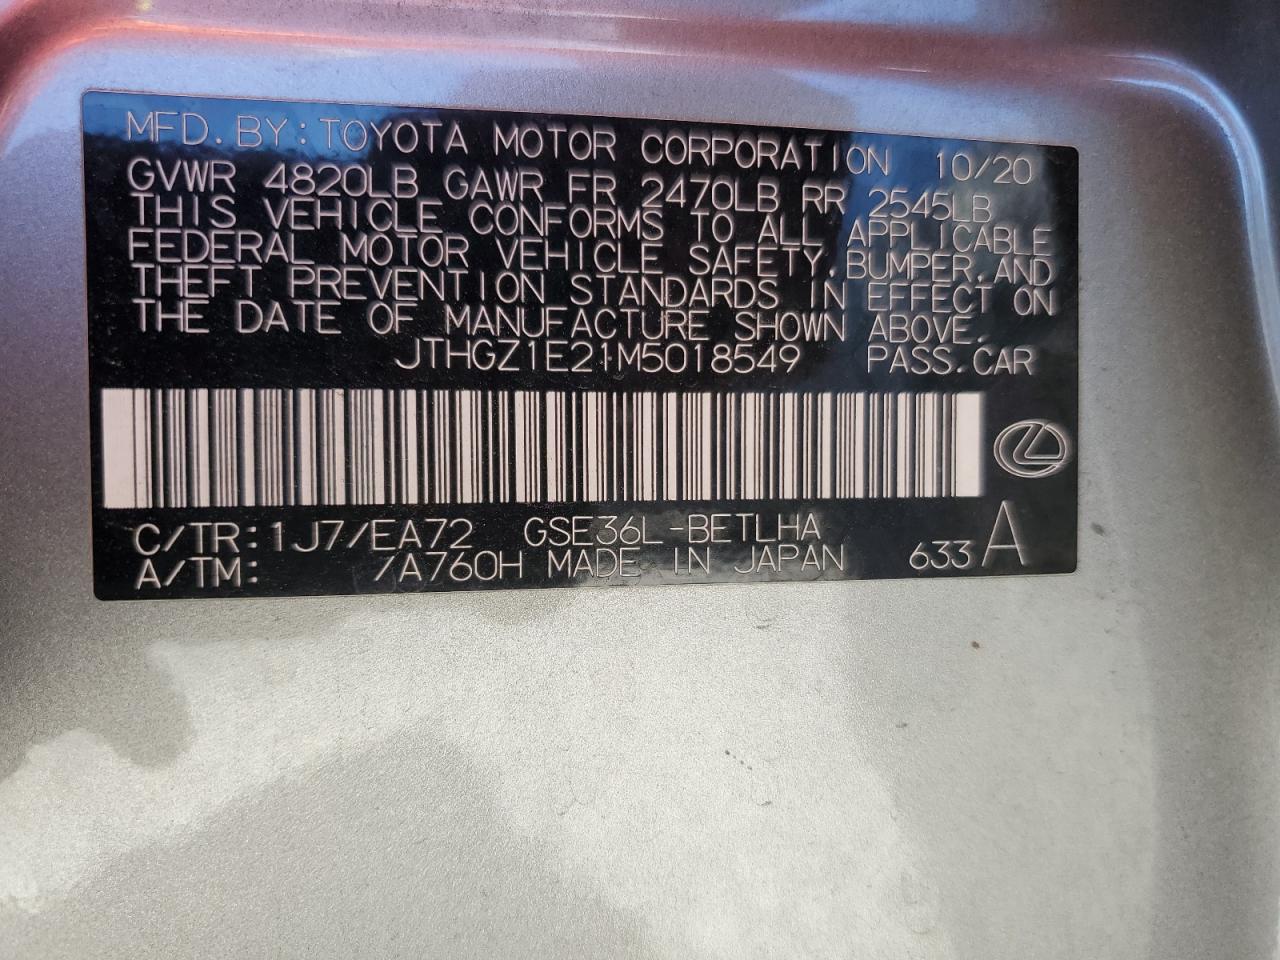 MFD. BY: TOYOTA MOTOR CORPORATION 10/20
GVWR 4820LB GAWR FR 2470LB RR 2545LB
THIS VEHICLE CONFORMS TO ALL APPLICABLE
FEDERAL MOTOR VEHICLE SAFETY, BUMPER, AND
THEFT PREVENTION STANDARDS IN EFFECT ON
THE DATE OF MANUFACTURE SHOWN ABOVE.
JTHGZ1E21M5018549 PASS.CAR
C/TR:1J7/EA72 GSE36L-BETLHA
A/TM: /A760H MADE IN JAPAN 633 A